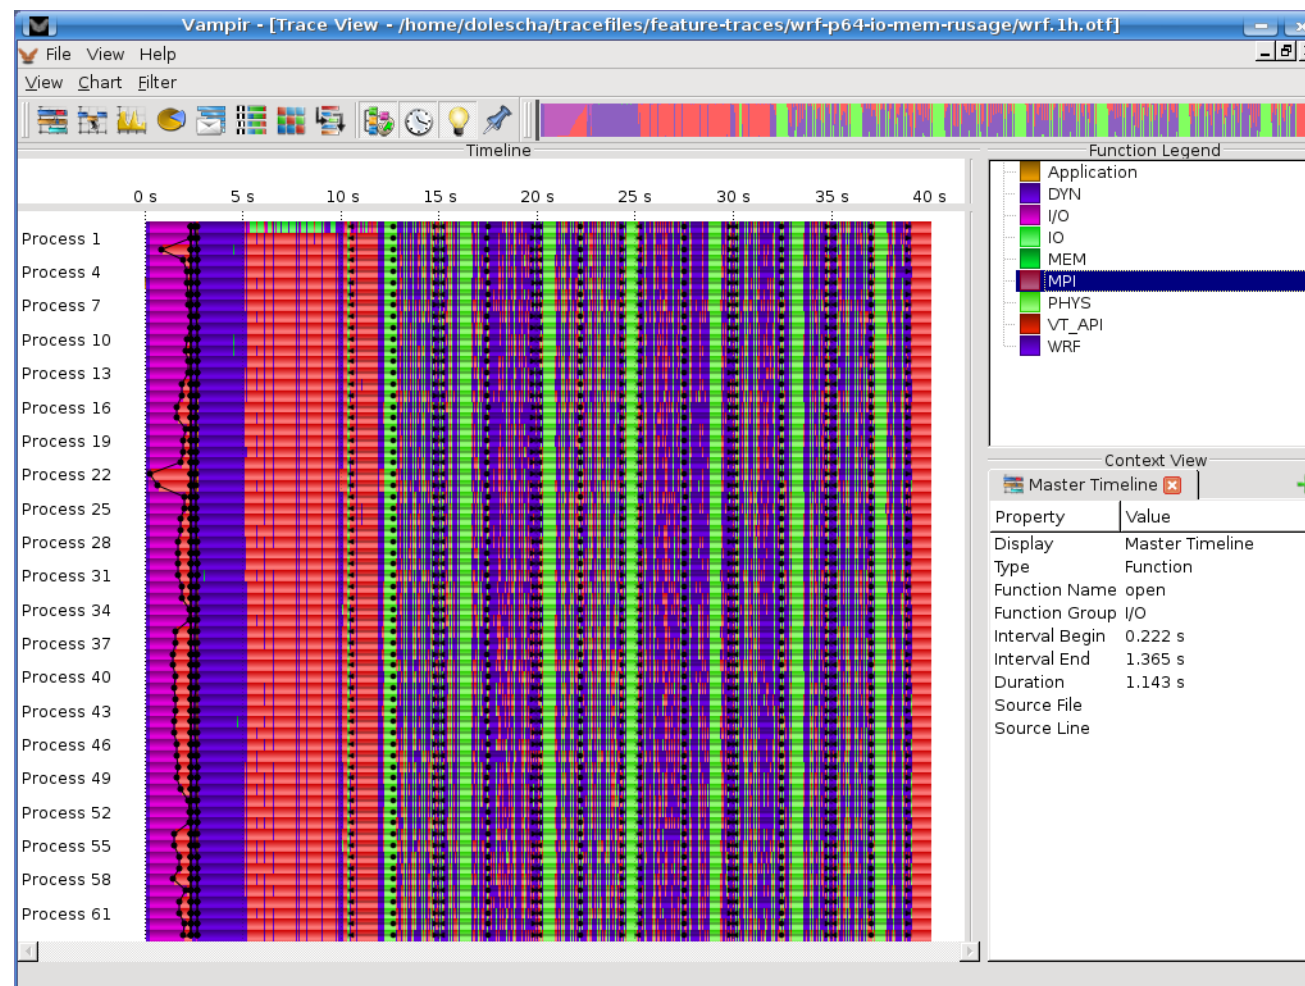 Vampir - [Trace View - /home/dolescha/tracefiles/feature-traces/wrf-p64-io-mem-rusage/wrf.1h.otf]
File View Help
View Chart Filter
Timeline
0 s 5 s 10 s 15 s 20 s 25 s 30 s 35 s 40 s
Process 1
Process 4
Process 7
Process 10
Process 13
Process 16
Process 19
Process 22
Process 25
Process 28
Process 31
Process 34
Process 37
Process 40
Process 43
Process 46
Process 49
Process 52
Process 55
Process 58
Process 61
Function Legend
Application
DYN
I/O
IO
MEM
MPI
PHYS
VT_API
WRF
Context View
Master Timeline
Property Value
Display Master Timeline
Type Function
Function Name open
Function Group I/O
Interval Begin 0.222 s
Interval End 1.365 s
Duration 1.143 s
Source File
Source Line